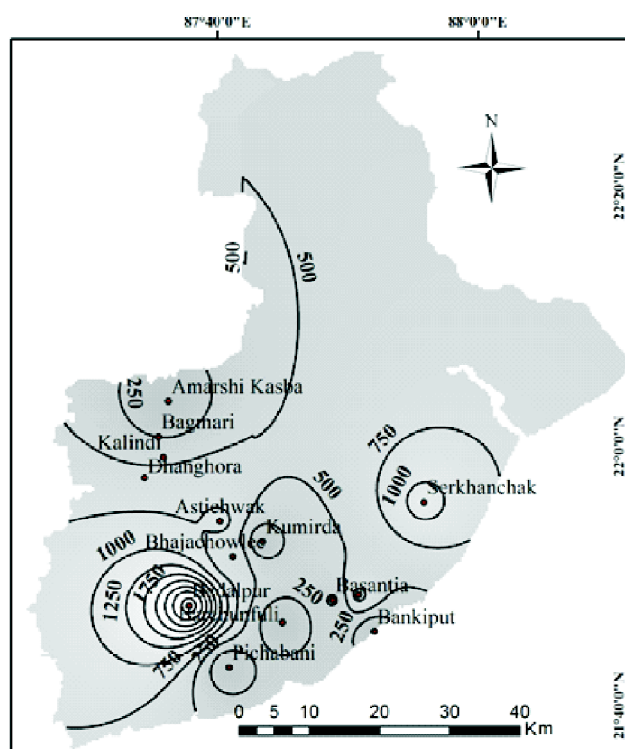 87°40'0"E
88°0'0"E
N
22°20'0"N
500
500
250
Amarshi Kasba
Bagmari
Kalindi
22°0'0"N
Dhanghora
750
500
1000
Serkhanchak
Astichwak
Kumirda
1000
Bhajachowlee
1750
1250
250
Basantia
250
Bankiput
750
Pichabani
21°40'0"N
0 5 10 20 30 40
Km